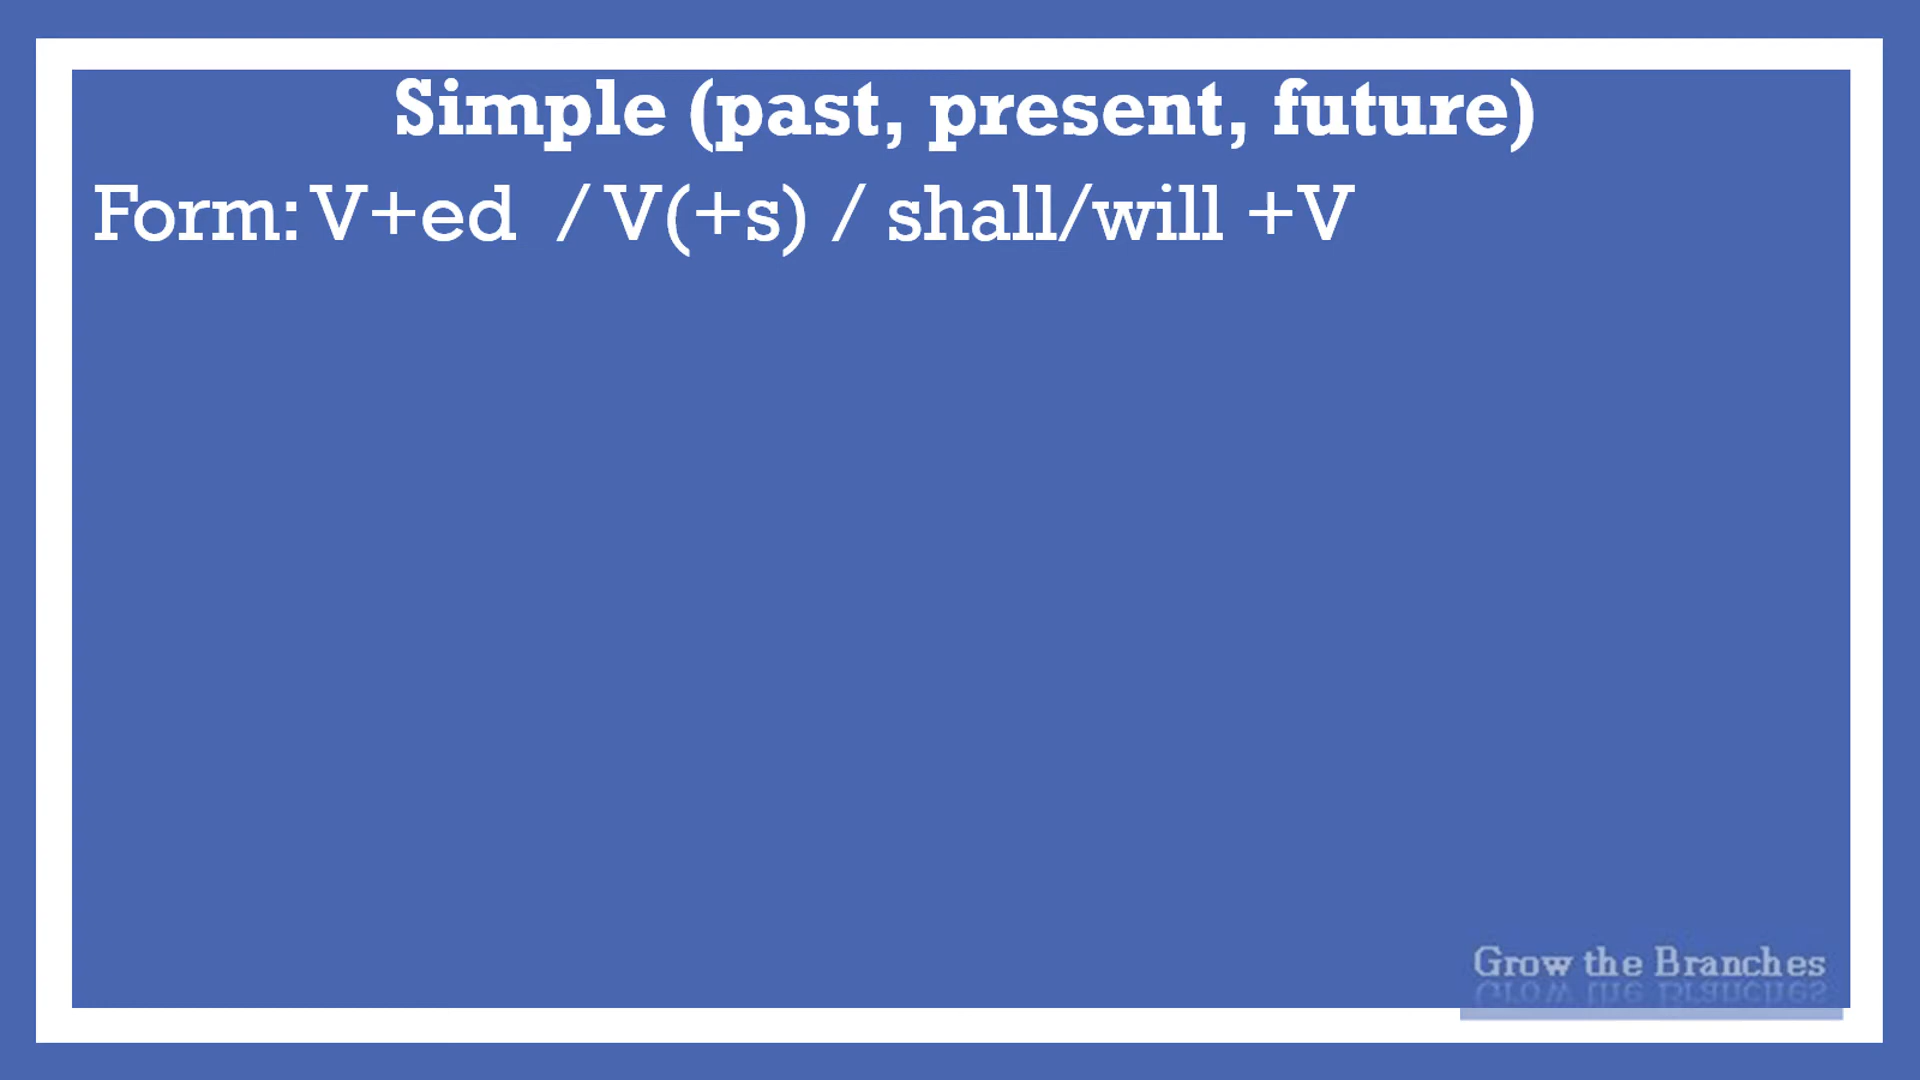 Simple (past, present, future)
Form: V+ed / V(+s) / shall/will +V
Grow the Branches